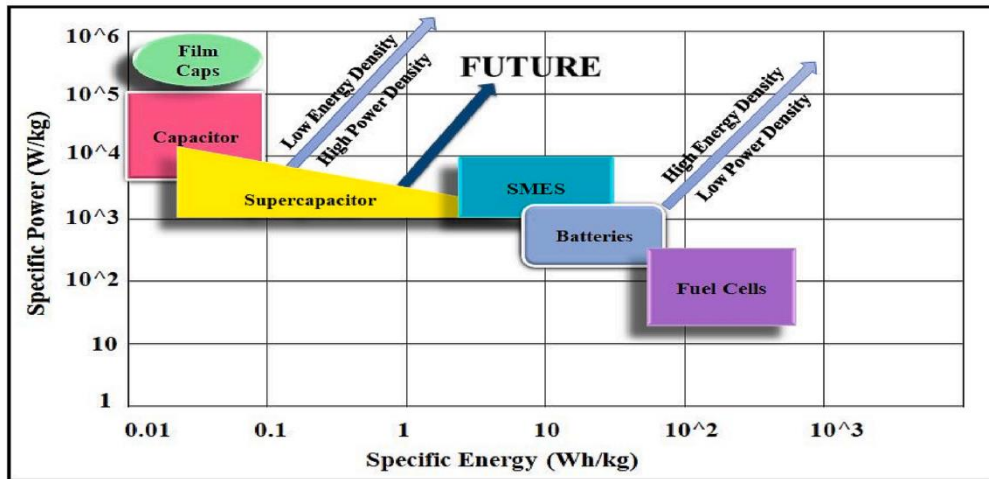 10^6
10^5
10^4
10^3
10^2
10
1
Specific Power (W/kg)
Film
Caps
Capacitor
Supercapacitor
Low Energy Density
High Power Density
FUTURE
SMES
Batteries
Fuel Cells
High Energy Density
Low Power Density
0.01
0.1
1
10
10^2
10^3
Specific Energy (Wh/kg)